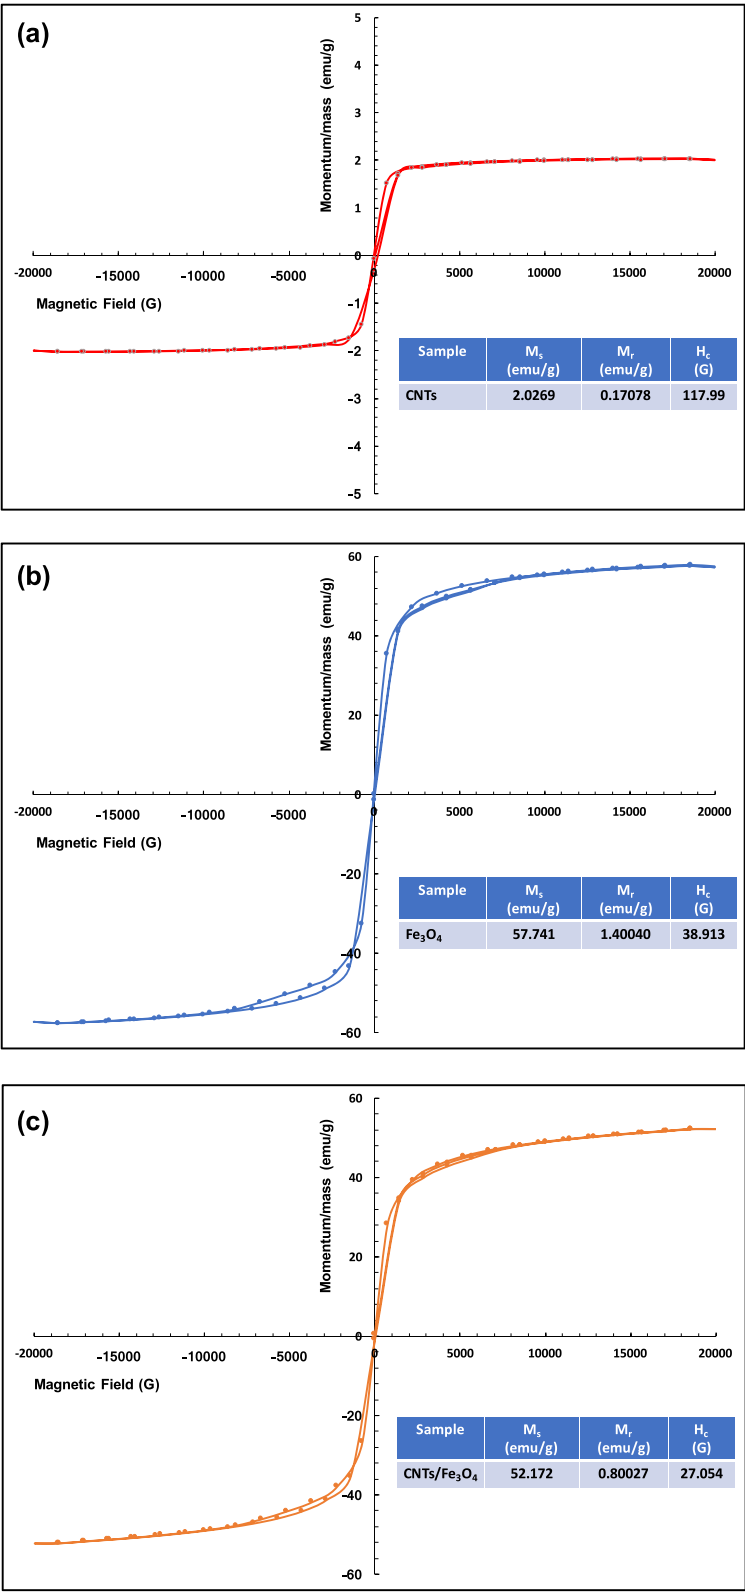 (a)
Momentum/mass (emu/g)
5
4
3
2
1
0
-20000 -15000 -10000 -5000 0 5000 10000 15000 20000
Magnetic Field (G)
-1
-2
-3
-4
-5
Sample Ms (emu/g) Mr (emu/g) Hc (G)
CNTs 2.0269 0.17078 117.99
(b)
Momentum/mass (emu/g)
60
40
20
0
-20000 -15000 -10000 -5000 0 5000 10000 15000 20000
Magnetic Field (G)
-20
-40
-60
Sample Ms (emu/g) Mr (emu/g) Hc (G)
Fe3O4 57.741 1.40040 38.913
(c)
Momentum/mass (emu/g)
60
40
20
0
-20000 -15000 -10000 -5000 0 5000 10000 15000 20000
Magnetic Field (G)
-20
-40
-60
Sample Ms (emu/g) Mr (emu/g) Hc (G)
CNTs/Fe3O4 52.172 0.80027 27.054